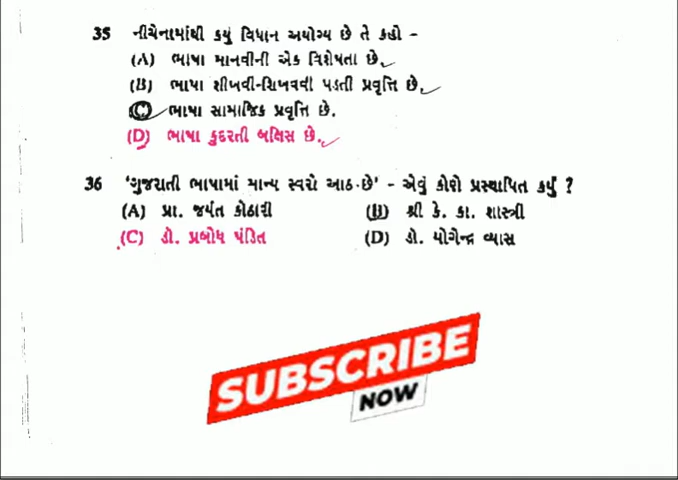 35 નીચેનામાંથી કયું વિધાન અયોગ્ય છે તે કહો -
(A) ભાષા માનવીની એક વિશેષતા છે.
(B) ભાષા શીખવી-શિખવવી પડતી પ્રવૃત્તિ છે.
(C) ભાષા સામાજિક પ્રવૃત્તિ છે.
(D) ભાષા કુદરતી બક્ષિસ છે.
36 'ગુજરાતી ભાષામાં માન્ય સ્વરો આઠ છે' - એવું કોણે પ્રસ્થાપિત કર્યું ?
(A) પ્રા. જયંત કોઠારી (B) શ્રી કે. કા. શાસ્ત્રી
(C) ડૉ. પ્રબોધ પંડિત (D) ડૉ. યોગેન્દ્ર વ્યાસ
SUBSCRIBE
NOW